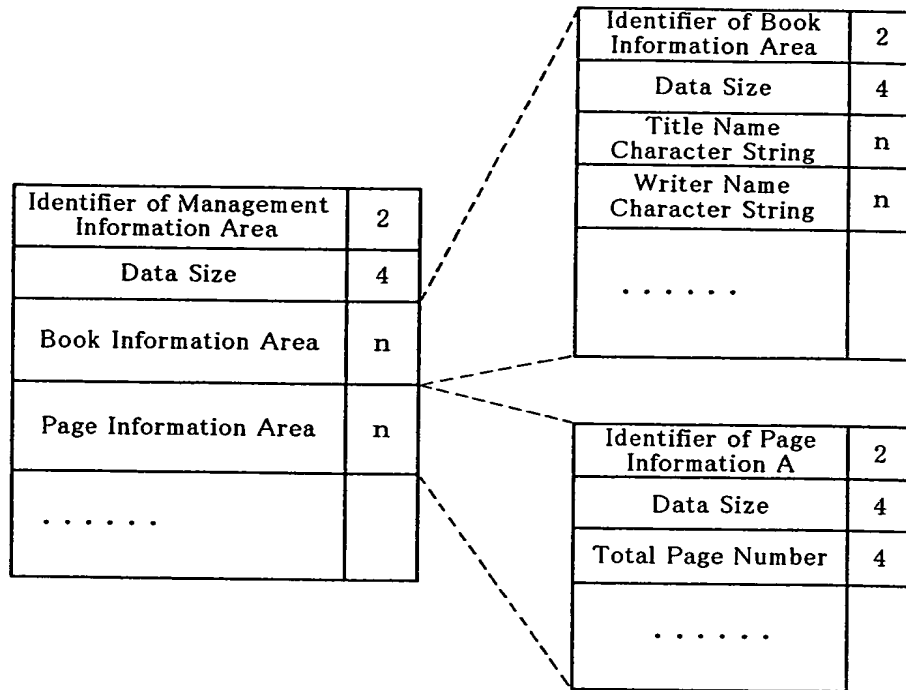 Identifier of Management
Information Area
2
Data Size
4
Book Information Area
n
Page Information Area
n
......
Identifier of Book
Information Area
2
Data Size
4
Title Name
Character String
n
Writer Name
Character String
n
......
Identifier of Page
Information A
2
Data Size
4
Total Page Number
4
......